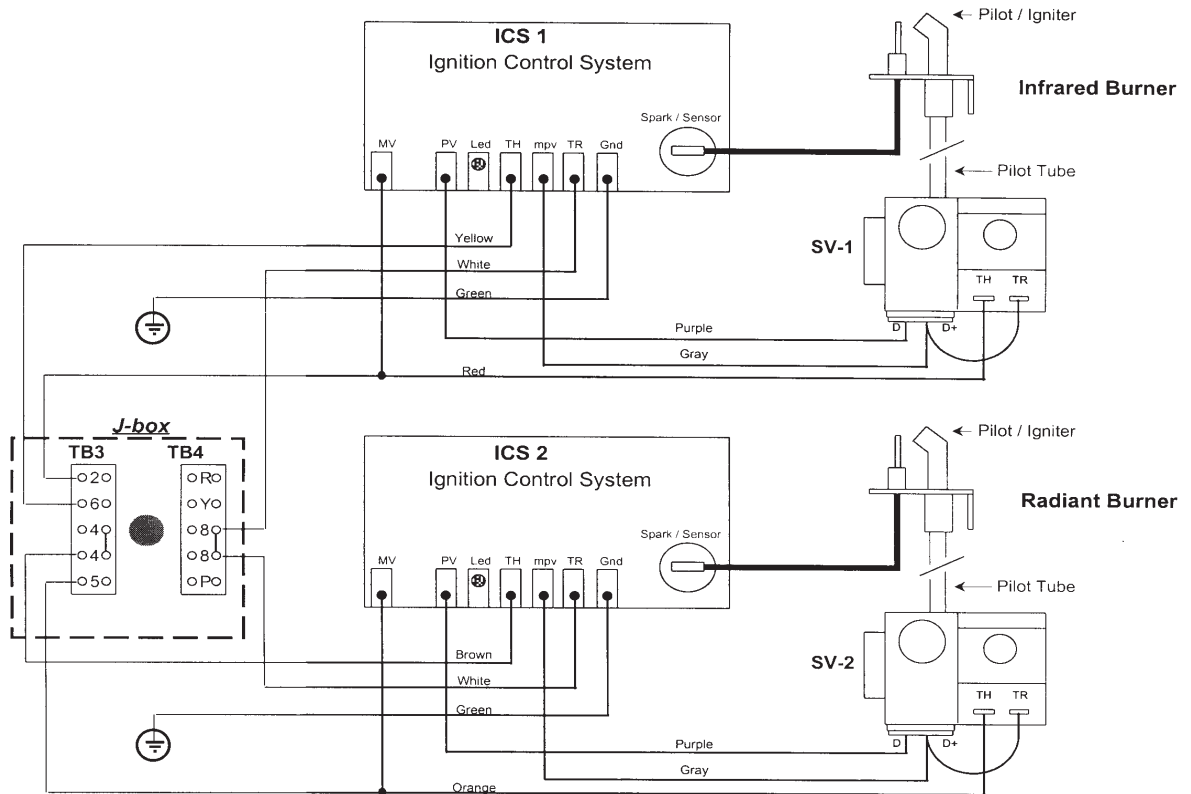 ICS 1
Ignition Control System
Spark / Sensor
MV PV Led TH mpv TR Gnd
Pilot / Igniter
Infrared Burner
Pilot Tube
SV-1
TH TR
D D+
Yellow
White
Green
Purple
Gray
Red
J-box
TB3 TB4
2 R
6 Y
4 8
4 8
5 P
ICS 2
Ignition Control System
Spark / Sensor
MV PV Led TH mpv TR Gnd
Pilot / Igniter
Radiant Burner
Pilot Tube
SV-2
TH TR
D D+
Brown
White
Green
Purple
Gray
Orange